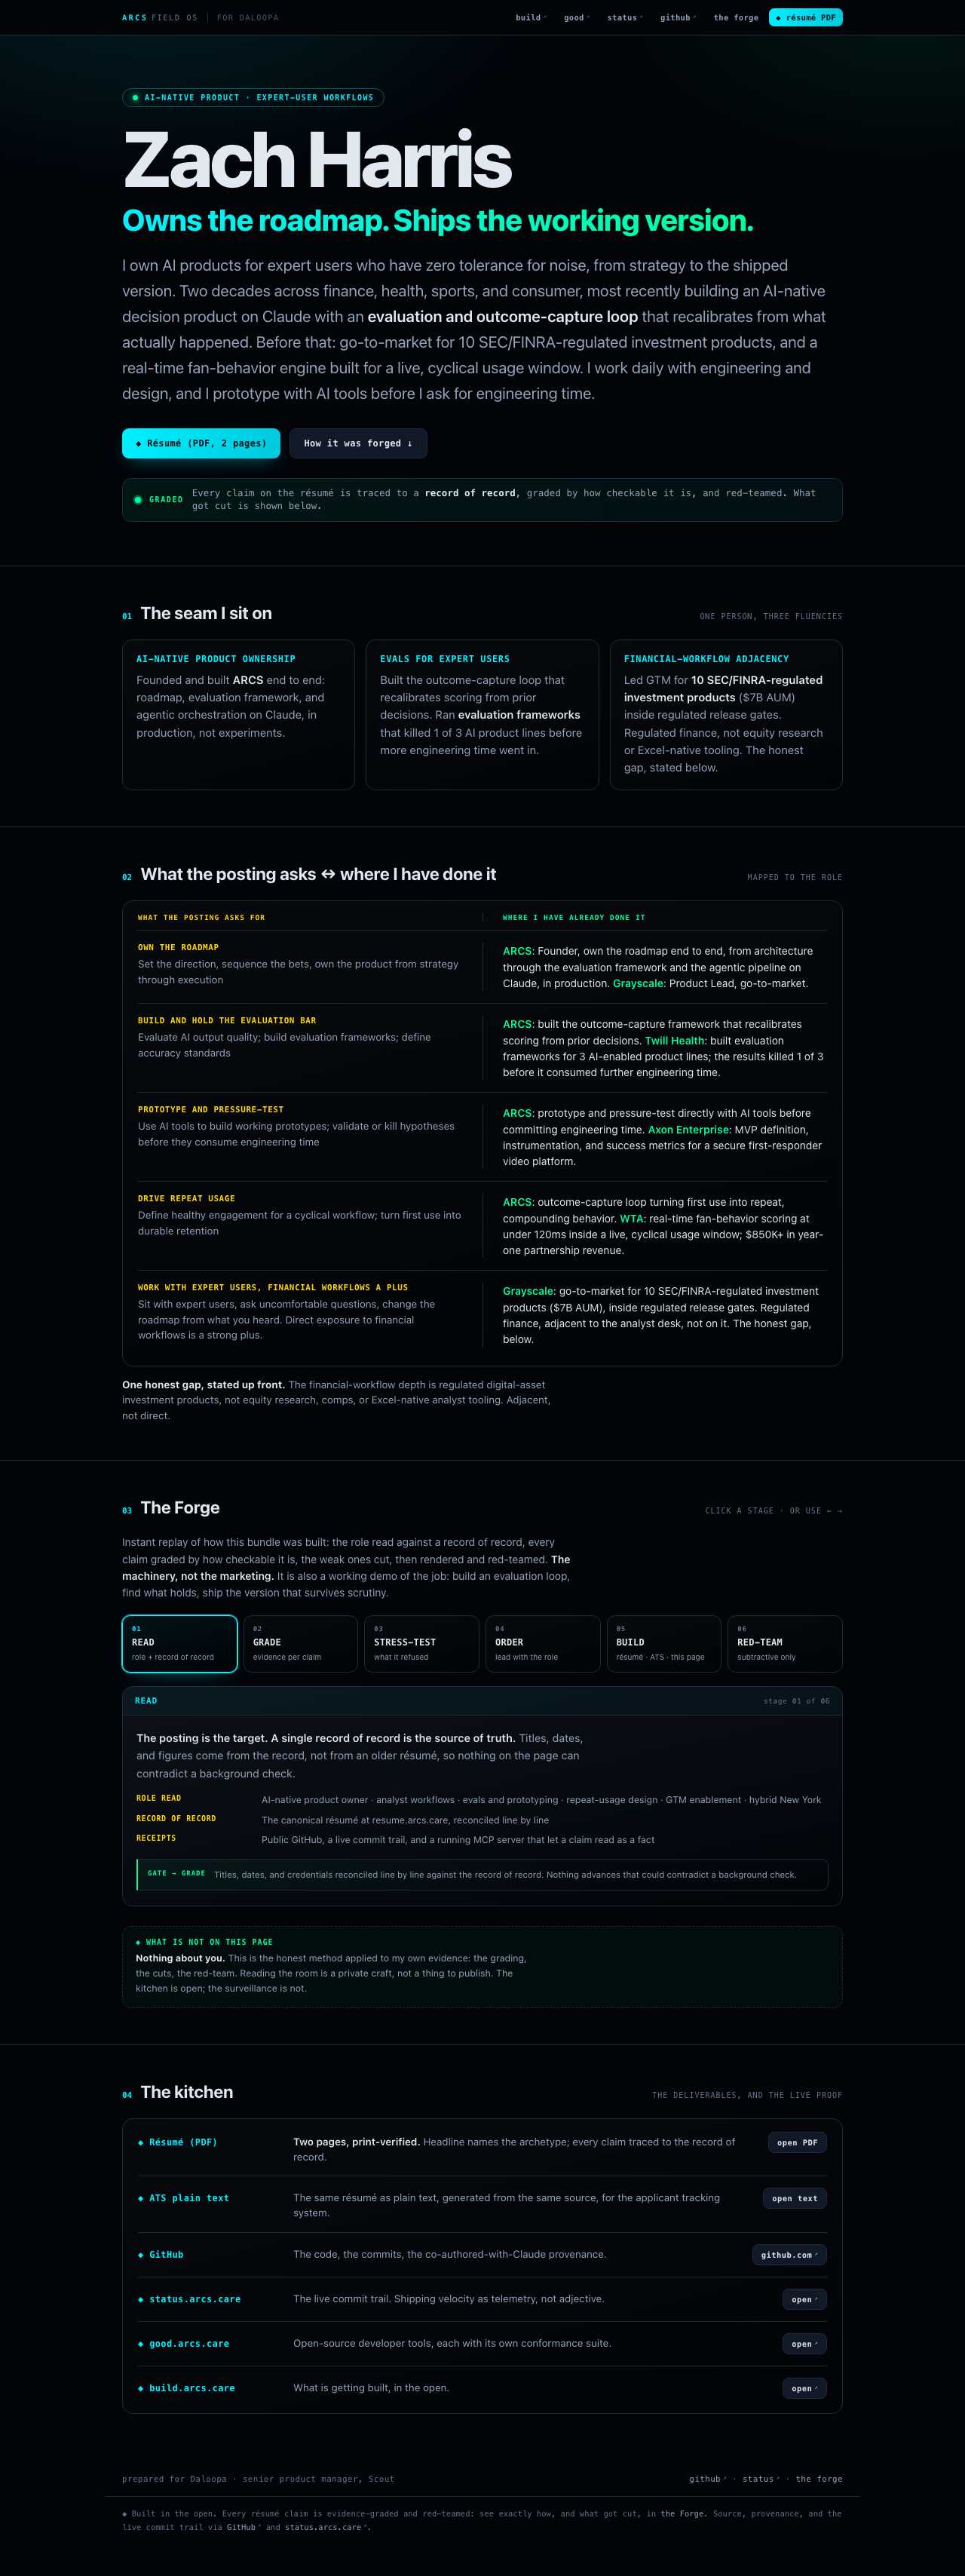 ARCS FIELD OS | FOR DALOOPA
build ↗ good ↗ status ↗ github ↗ the forge ◆ résumé PDF
AI-NATIVE PRODUCT · EXPERT-USER WORKFLOWS
Zach Harris
Owns the roadmap. Ships the working version.
I own AI products for expert users who have zero tolerance for noise, from strategy to the shipped
version. Two decades across finance, health, sports, and consumer, most recently building an AI-native
decision product on Claude with an evaluation and outcome-capture loop that recalibrates from what
actually happened. Before that: go-to-market for 10 SEC/FINRA-regulated investment products, and a
real-time fan-behavior engine built for a live, cyclical usage window. I work daily with engineering and
design, and I prototype with AI tools before I ask for engineering time.
◆ Résumé (PDF, 2 pages)
How it was forged ↓
GRADED
Every claim on the résumé is traced to a record of record, graded by how checkable it is, and red-teamed. What
got cut is shown below.
01 The seam I sit on
ONE PERSON, THREE FLUENCIES
AI-NATIVE PRODUCT OWNERSHIP
Founded and built ARCS end to end:
roadmap, evaluation framework, and
agentic orchestration on Claude, in
production, not experiments.
EVALS FOR EXPERT USERS
Built the outcome-capture loop that
recalibrates scoring from prior
decisions. Ran evaluation frameworks
that killed 1 of 3 AI product lines before
more engineering time went in.
FINANCIAL-WORKFLOW ADJACENCY
Led GTM for 10 SEC/FINRA-regulated
investment products ($7B AUM)
inside regulated release gates.
Regulated finance, not equity research
or Excel-native tooling. The honest
gap, stated below.
02 What the posting asks ↔ where I have done it
MAPPED TO THE ROLE
WHAT THE POSTING ASKS FOR
WHERE I HAVE ALREADY DONE IT
OWN THE ROADMAP
Set the direction, sequence the bets, own the product from strategy
through execution
ARCS: Founder, own the roadmap end to end, from architecture
through the evaluation framework and the agentic pipeline on
Claude, in production. Grayscale: Product Lead, go-to-market.
BUILD AND HOLD THE EVALUATION BAR
Evaluate AI output quality; build evaluation frameworks; define
accuracy standards
ARCS: built the outcome-capture framework that recalibrates
scoring from prior decisions. Twill Health: built evaluation
frameworks for 3 AI-enabled product lines; the results killed 1 of 3
before it consumed further engineering time.
PROTOTYPE AND PRESSURE-TEST
Use AI tools to build working prototypes; validate or kill hypotheses
before they consume engineering time
ARCS: prototype and pressure-test directly with AI tools before
committing engineering time. Axon Enterprise: MVP definition,
instrumentation, and success metrics for a secure first-responder
video platform.
DRIVE REPEAT USAGE
Define healthy engagement for a cyclical workflow; turn first use into
durable retention
ARCS: outcome-capture loop turning first use into repeat,
compounding behavior. WTA: real-time fan-behavior scoring at
under 120ms inside a live, cyclical usage window; $850K+ in year-
one partnership revenue.
WORK WITH EXPERT USERS, FINANCIAL WORKFLOWS A PLUS
Sit with expert users, ask uncomfortable questions, change the
roadmap from what you heard. Direct exposure to financial
workflows is a strong plus.
Grayscale: go-to-market for 10 SEC/FINRA-regulated investment
products ($7B AUM), inside regulated release gates. Regulated
finance, adjacent to the analyst desk, not on it. The honest gap,
below.
One honest gap, stated up front. The financial-workflow depth is regulated digital-asset
investment products, not equity research, comps, or Excel-native analyst tooling. Adjacent,
not direct.
03 The Forge
CLICK A STAGE · OR USE ← →
Instant replay of how this bundle was built: the role read against a record of record, every
claim graded by how checkable it is, the weak ones cut, then rendered and red-teamed. The
machinery, not the marketing. It is also a working demo of the job: build an evaluation loop,
find what holds, ship the version that survives scrutiny.
01
READ
role + record of record
02
GRADE
evidence per claim
03
STRESS-TEST
what it refused
04
ORDER
lead with the role
05
BUILD
résumé · ATS · this page
06
RED-TEAM
subtractive only
READ
stage 01 of 06
The posting is the target. A single record of record is the source of truth. Titles, dates,
and figures come from the record, not from an older résumé, so nothing on the page can
contradict a background check.
ROLE READ AI-native product owner · analyst workflows · evals and prototyping · repeat-usage design · GTM enablement · hybrid New York
RECORD OF RECORD The canonical résumé at resume.arcs.care, reconciled line by line
RECEIPTS Public GitHub, a live commit trail, and a running MCP server that let a claim read as a fact
GATE → GRADE Titles, dates, and credentials reconciled line by line against the record of record. Nothing advances that could contradict a background check.
◆ WHAT IS NOT ON THIS PAGE
Nothing about you. This is the honest method applied to my own evidence: the grading,
the cuts, the red-team. Reading the room is a private craft, not a thing to publish. The
kitchen is open; the surveillance is not.
04 The kitchen
THE DELIVERABLES, AND THE LIVE PROOF
◆ Résumé (PDF)
Two pages, print-verified. Headline names the archetype; every claim traced to the record of
record.
open PDF
◆ ATS plain text
The same résumé as plain text, generated from the same source, for the applicant tracking
system.
open text
◆ GitHub
The code, the commits, the co-authored-with-Claude provenance.
github.com ↗
◆ status.arcs.care
The live commit trail. Shipping velocity as telemetry, not adjective.
open ↗
◆ good.arcs.care
Open-source developer tools, each with its own conformance suite.
open ↗
◆ build.arcs.care
What is getting built, in the open.
open ↗
prepared for Daloopa · senior product manager, Scout
github ↗ · status ↗ · the forge
◆ Built in the open. Every résumé claim is evidence-graded and red-teamed: see exactly how, and what got cut, in the Forge. Source, provenance, and the
live commit trail via GitHub ↗ and status.arcs.care ↗.